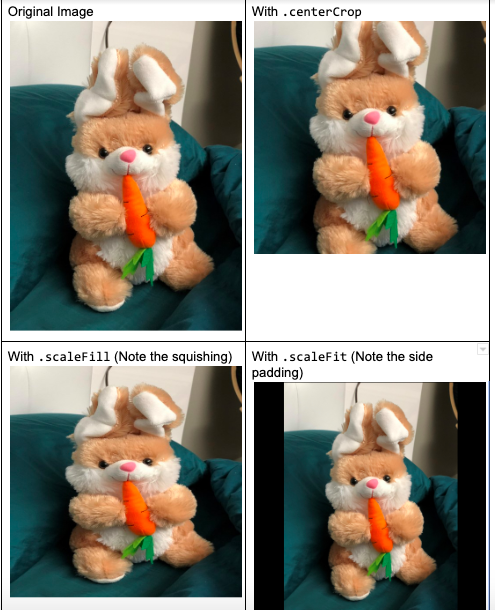 Original Image
With .centerCrop
With .scaleFill (Note the squishing)
With .scaleFit (Note the side
padding)